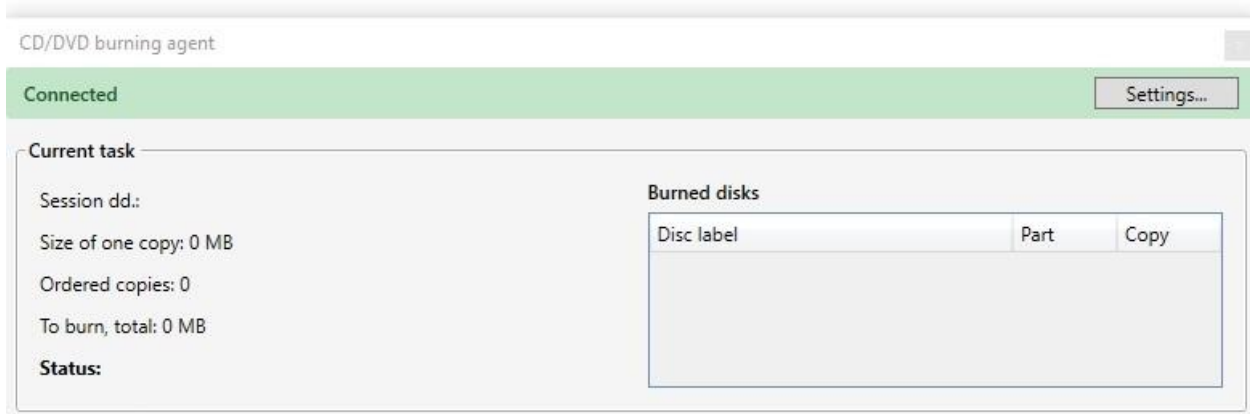 CD/DVD burning agent
Connected
Settings...
Current task
Session dd.:
Size of one copy: 0 MB
Ordered copies: 0
To burn, total: 0 MB
Status:
Burned disks
Disc label Part Copy